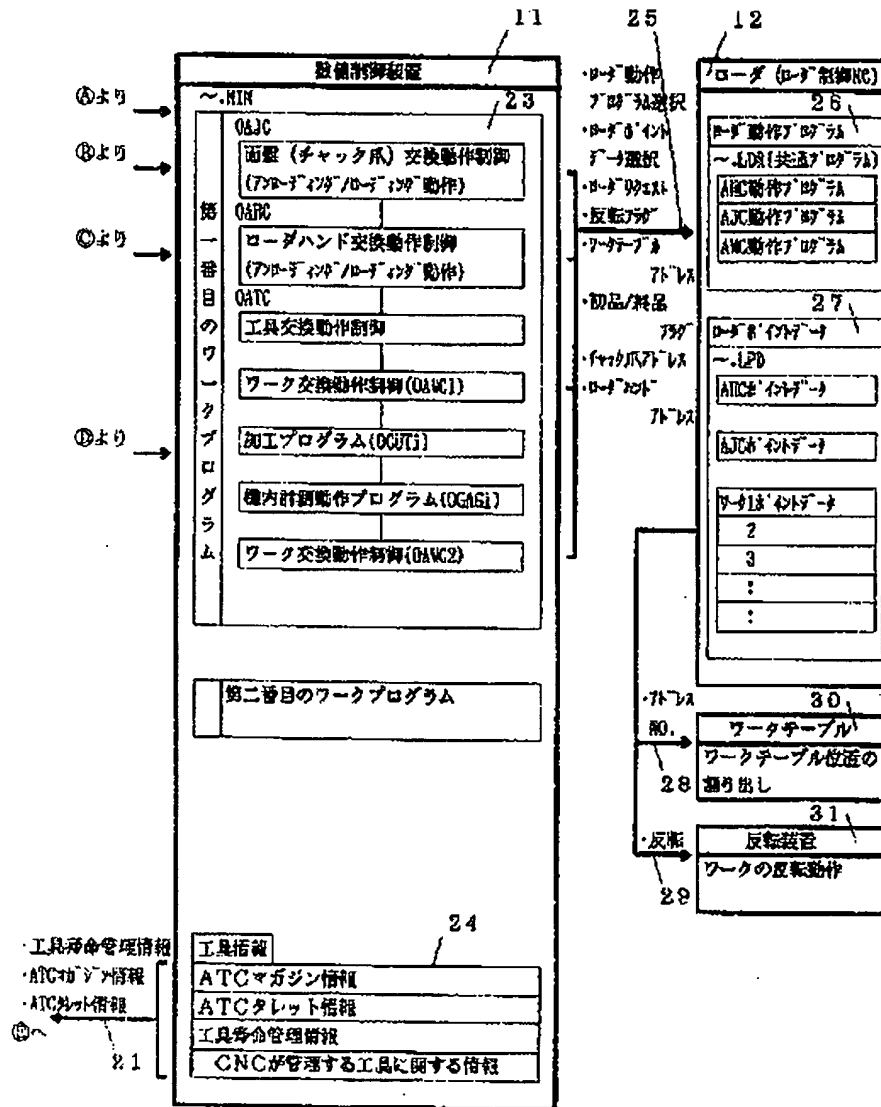 11
数値制御装置
Ⓐより
Ⓑより
Ⓒより
Ⓓより
～.MIN
23
第一番目のワークプログラム
OAJC
面盤（チャック爪）交換動作制御
(アンローディング/ローディング動作)
OAHC
ローダハンド交換動作制御
(アンローディング/ローディング動作)
OATC
工具交換動作制御
ワーク交換動作制御(OAWC1)
加工プログラム(OCUTi)
機内計測動作プログラム(OGAGi)
ワーク交換動作制御(OAWC2)
第二番目のワークプログラム
24
工具情報
ATCマガジン情報
ATCタレット情報
工具寿命管理情報
CNCが管理する工具に関する情報
・工具寿命管理情報
・ATCマガジン情報
・ATCタレット情報
へ
21
25
・ローダ動作
プログラム選択
・ローダポイント
データ選択
・ローダリクエスト
・反転フラグ
・ワークテーブル
アドレス
・初品/終品
フラグ
・チャック爪アドレス
・ローダハンド
アドレス
12
ローダ (ローダ制御NC)
26
ローダ動作プログラム
～.LDR(共通プログラム)
AHC動作プログラム
AJC動作プログラム
AWC動作プログラム
27
ローダポイントデータ
～.LPD
AHCポイントデータ
AJCポイントデータ
ワーク1ポイントデータ
2
3
:
:
・アドレス
NO.
28
30
ワークテーブル
ワークテーブル位置の
割り出し
・反転
29
31
反転装置
ワークの反転動作